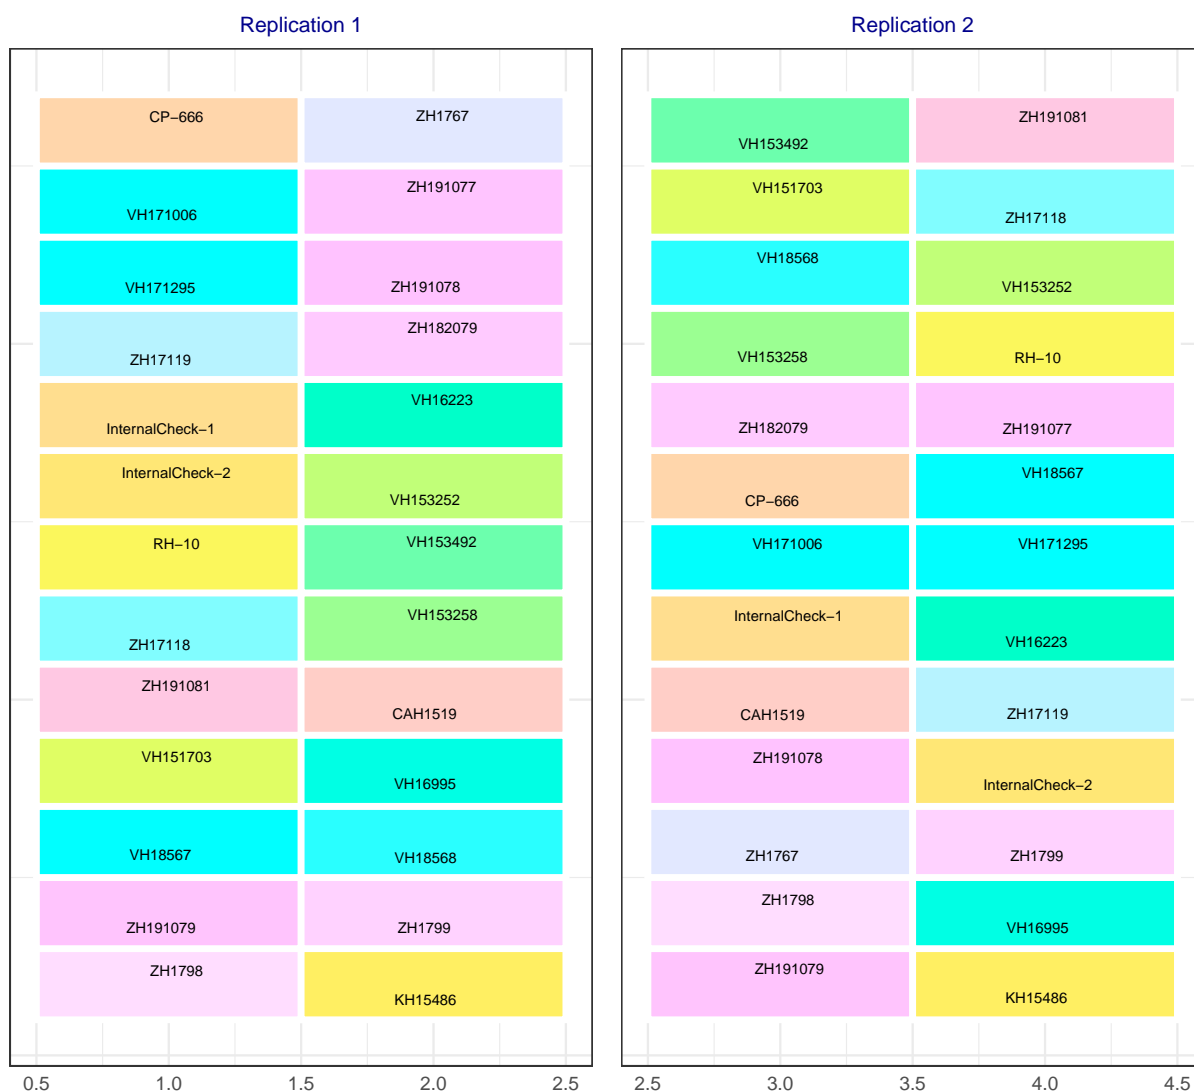 Replication 1
Replication 2
CP−666
ZH1767
VH171006
ZH191077
VH171295
ZH191078
ZH17119
ZH182079
InternalCheck−1
VH16223
InternalCheck−2
VH153252
RH−10
VH153492
ZH17118
VH153258
ZH191081
CAH1519
VH151703
VH16995
VH18567
VH18568
ZH191079
ZH1799
ZH1798
KH15486
0.5 1.0 1.5 2.0 2.5
VH153492
ZH191081
VH151703
ZH17118
VH18568
VH153252
VH153258
RH−10
ZH182079
ZH191077
CP−666
VH18567
VH171006
VH171295
InternalCheck−1
VH16223
CAH1519
ZH17119
ZH191078
InternalCheck−2
ZH1767
ZH1799
ZH1798
VH16995
ZH191079
KH15486
2.5 3.0 3.5 4.0 4.5